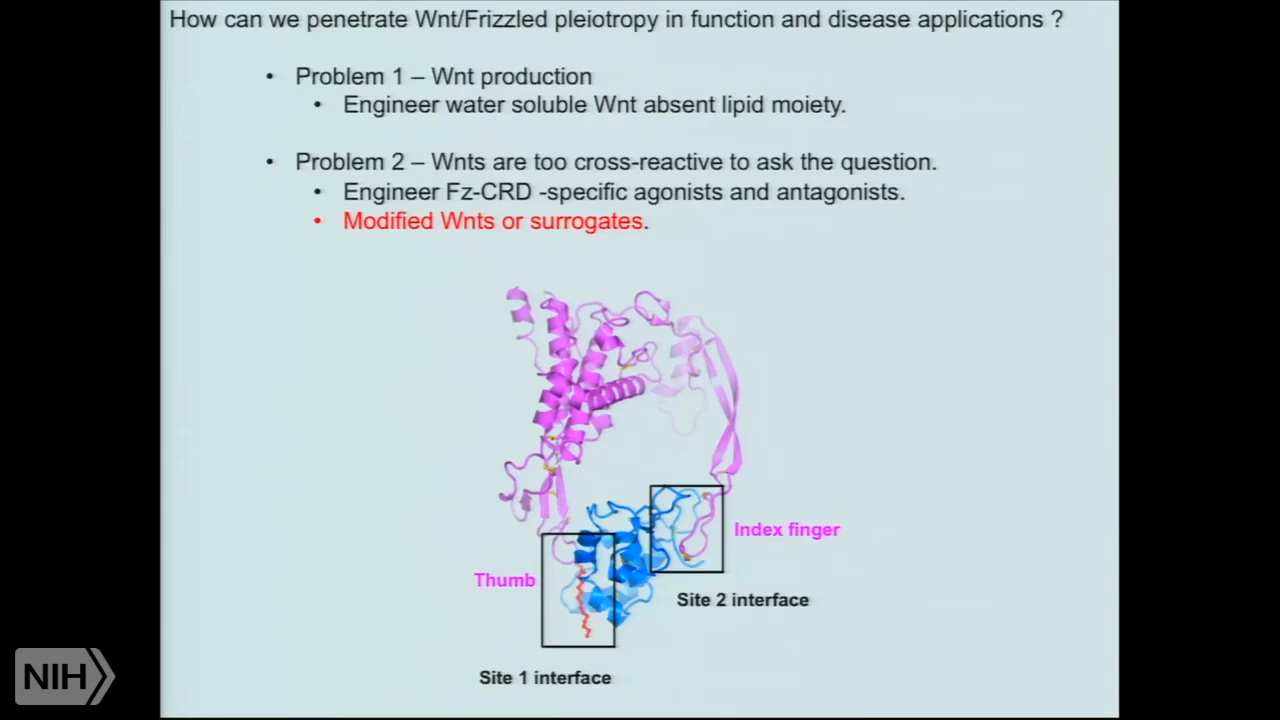 How can we penetrate Wnt/Frizzled pleiotropy in function and disease applications ?
• Problem 1 – Wnt production
• Engineer water soluble Wnt absent lipid moiety.
• Problem 2 – Wnts are too cross-reactive to ask the question.
• Engineer Fz-CRD -specific agonists and antagonists.
• Modified Wnts or surrogates.
Index finger
Thumb
Site 2 interface
Site 1 interface
NIH